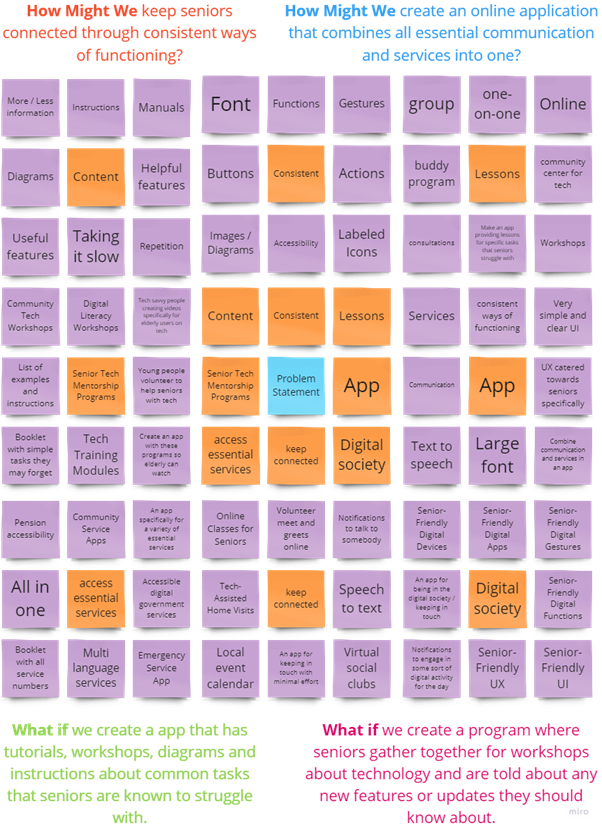 How Might We keep seniors
connected through consistent ways
of functioning?
How Might We create an online application
that combines all essential communication
and services into one?
More / Less
information
Instructions
Manuals
Font
Functions
Gestures
group
one-
on-one
Online
Diagrams
Content
Helpful
features
Buttons
Consistent
Actions
buddy
program
Lessons
community
center for
tech
Useful
features
Taking
it slow
Repetition
Images /
Diagrams
Accessibility
Labeled
Icons
consultations
Make an app
providing lessons
for specific tasks
that seniors
struggle with
Workshops
Community
Tech
Workshops
Digital
Literacy
Workshops
Tech savvy people
creating videos
specifically for
elderly users on
tech
Content
Consistent
Lessons
Services
consistent
ways of
functioning
Very
simple and
clear UI
List of
examples
and
instructions
Senior Tech
Mentorship
Programs
Young people
volunteer to
help seniors
with tech
Senior Tech
Mentorship
Programs
Problem
Statement
App
Communication
App
UX catered
towards
seniors
specifically
Booklet
with simple
tasks they
may forget
Tech
Training
Modules
Create an app
with these
programs so
elderly can
watch
access
essential
services
keep
connected
Digital
society
Text to
speech
Large
font
Combine
communication
and services in
an app
Pension
accessibility
Community
Service
Apps
An app
specifically for
a variety of
essential
services
Online
Classes for
Seniors
Volunteer
meet and
greets
online
Notifications
to talk to
somebody
Senior-
Friendly
Digital
Devices
Senior-
Friendly
Digital
Apps
Senior-
Friendly
Digital
Gestures
All in
one
access
essential
services
Accessible
digital
government
services
Tech-
Assisted
Home Visits
keep
connected
Speech
to text
An app for
being in the
digital society /
keeping in
touch
Digital
society
Senior-
Friendly
Digital
Functions
Booklet
with all
service
numbers
Multi
language
services
Emergency
Service
App
Local
event
calendar
An app for
keeping in
touch with
minimal effort
Virtual
social
clubs
Notifications
to engage in
some sort of
digital activity
for the day
Senior-
Friendly
UX
Senior-
Friendly
UI
What if we create a app that has
tutorials, workshops, diagrams and
instructions about common tasks
that seniors are known to struggle
with.
What if we create a program where
seniors gather together for workshops
about technology and are told about any
new features or updates they should
know about.
miro